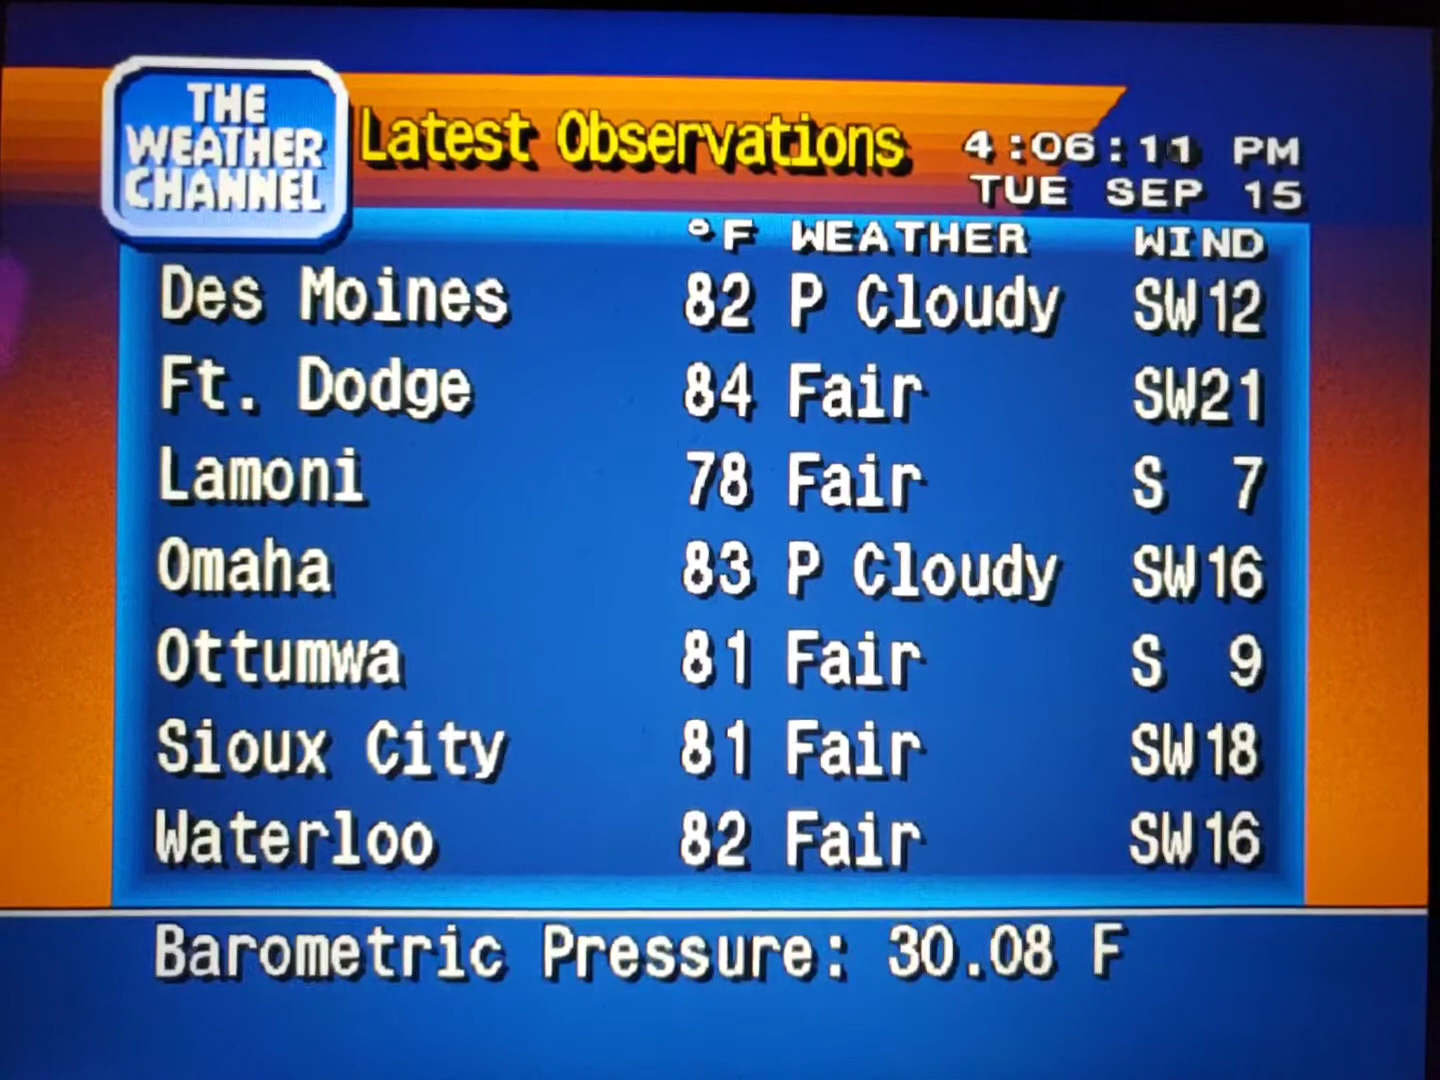 THE
WEATHER
CHANNEL
Latest Observations
4:06:11 PM
TUE SEP 15
°F WEATHER WIND
Des Moines 82 P Cloudy SW12
Ft. Dodge 84 Fair SW21
Lamoni 78 Fair S 7
Omaha 83 P Cloudy SW16
Ottumwa 81 Fair S 9
Sioux City 81 Fair SW18
Waterloo 82 Fair SW16
Barometric Pressure: 30.08 F